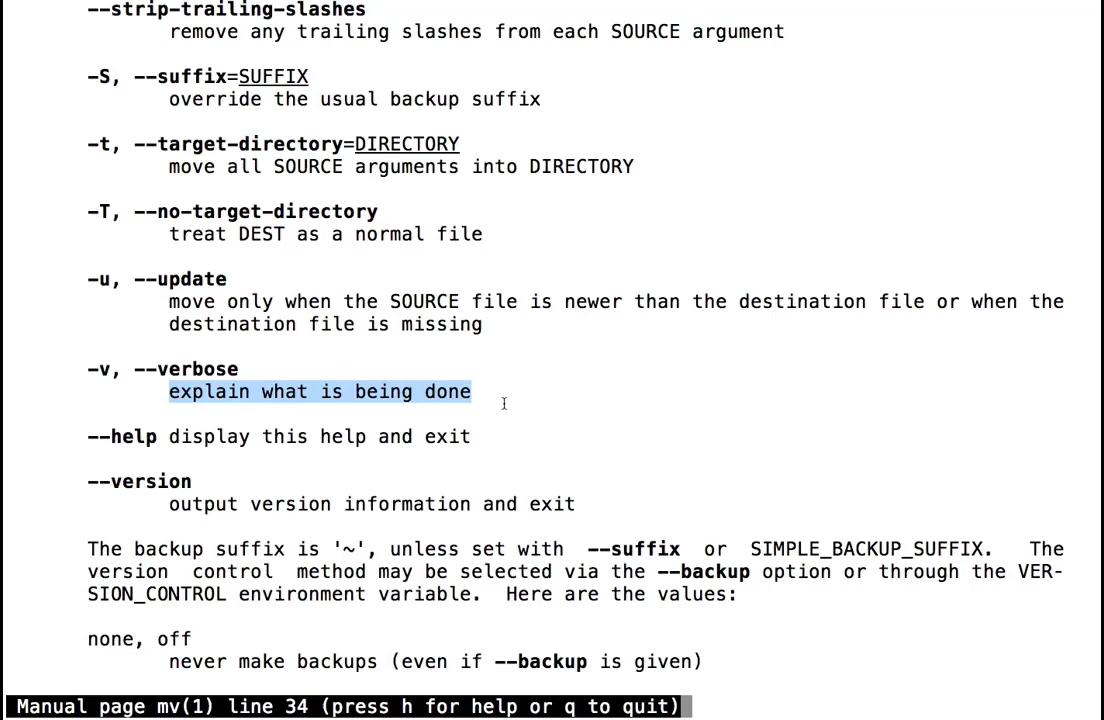 --strip-trailing-slashes
remove any trailing slashes from each SOURCE argument
-S, --suffix=SUFFIX
override the usual backup suffix
-t, --target-directory=DIRECTORY
move all SOURCE arguments into DIRECTORY
-T, --no-target-directory
treat DEST as a normal file
-u, --update
move only when the SOURCE file is newer than the destination file or when the
destination file is missing
-v, --verbose
explain what is being done
--help display this help and exit
--version
output version information and exit
The backup suffix is '~', unless set with --suffix or SIMPLE_BACKUP_SUFFIX. The
version control method may be selected via the --backup option or through the VER-
SION_CONTROL environment variable. Here are the values:
none, off
never make backups (even if --backup is given)
Manual page mv(1) line 34 (press h for help or q to quit)